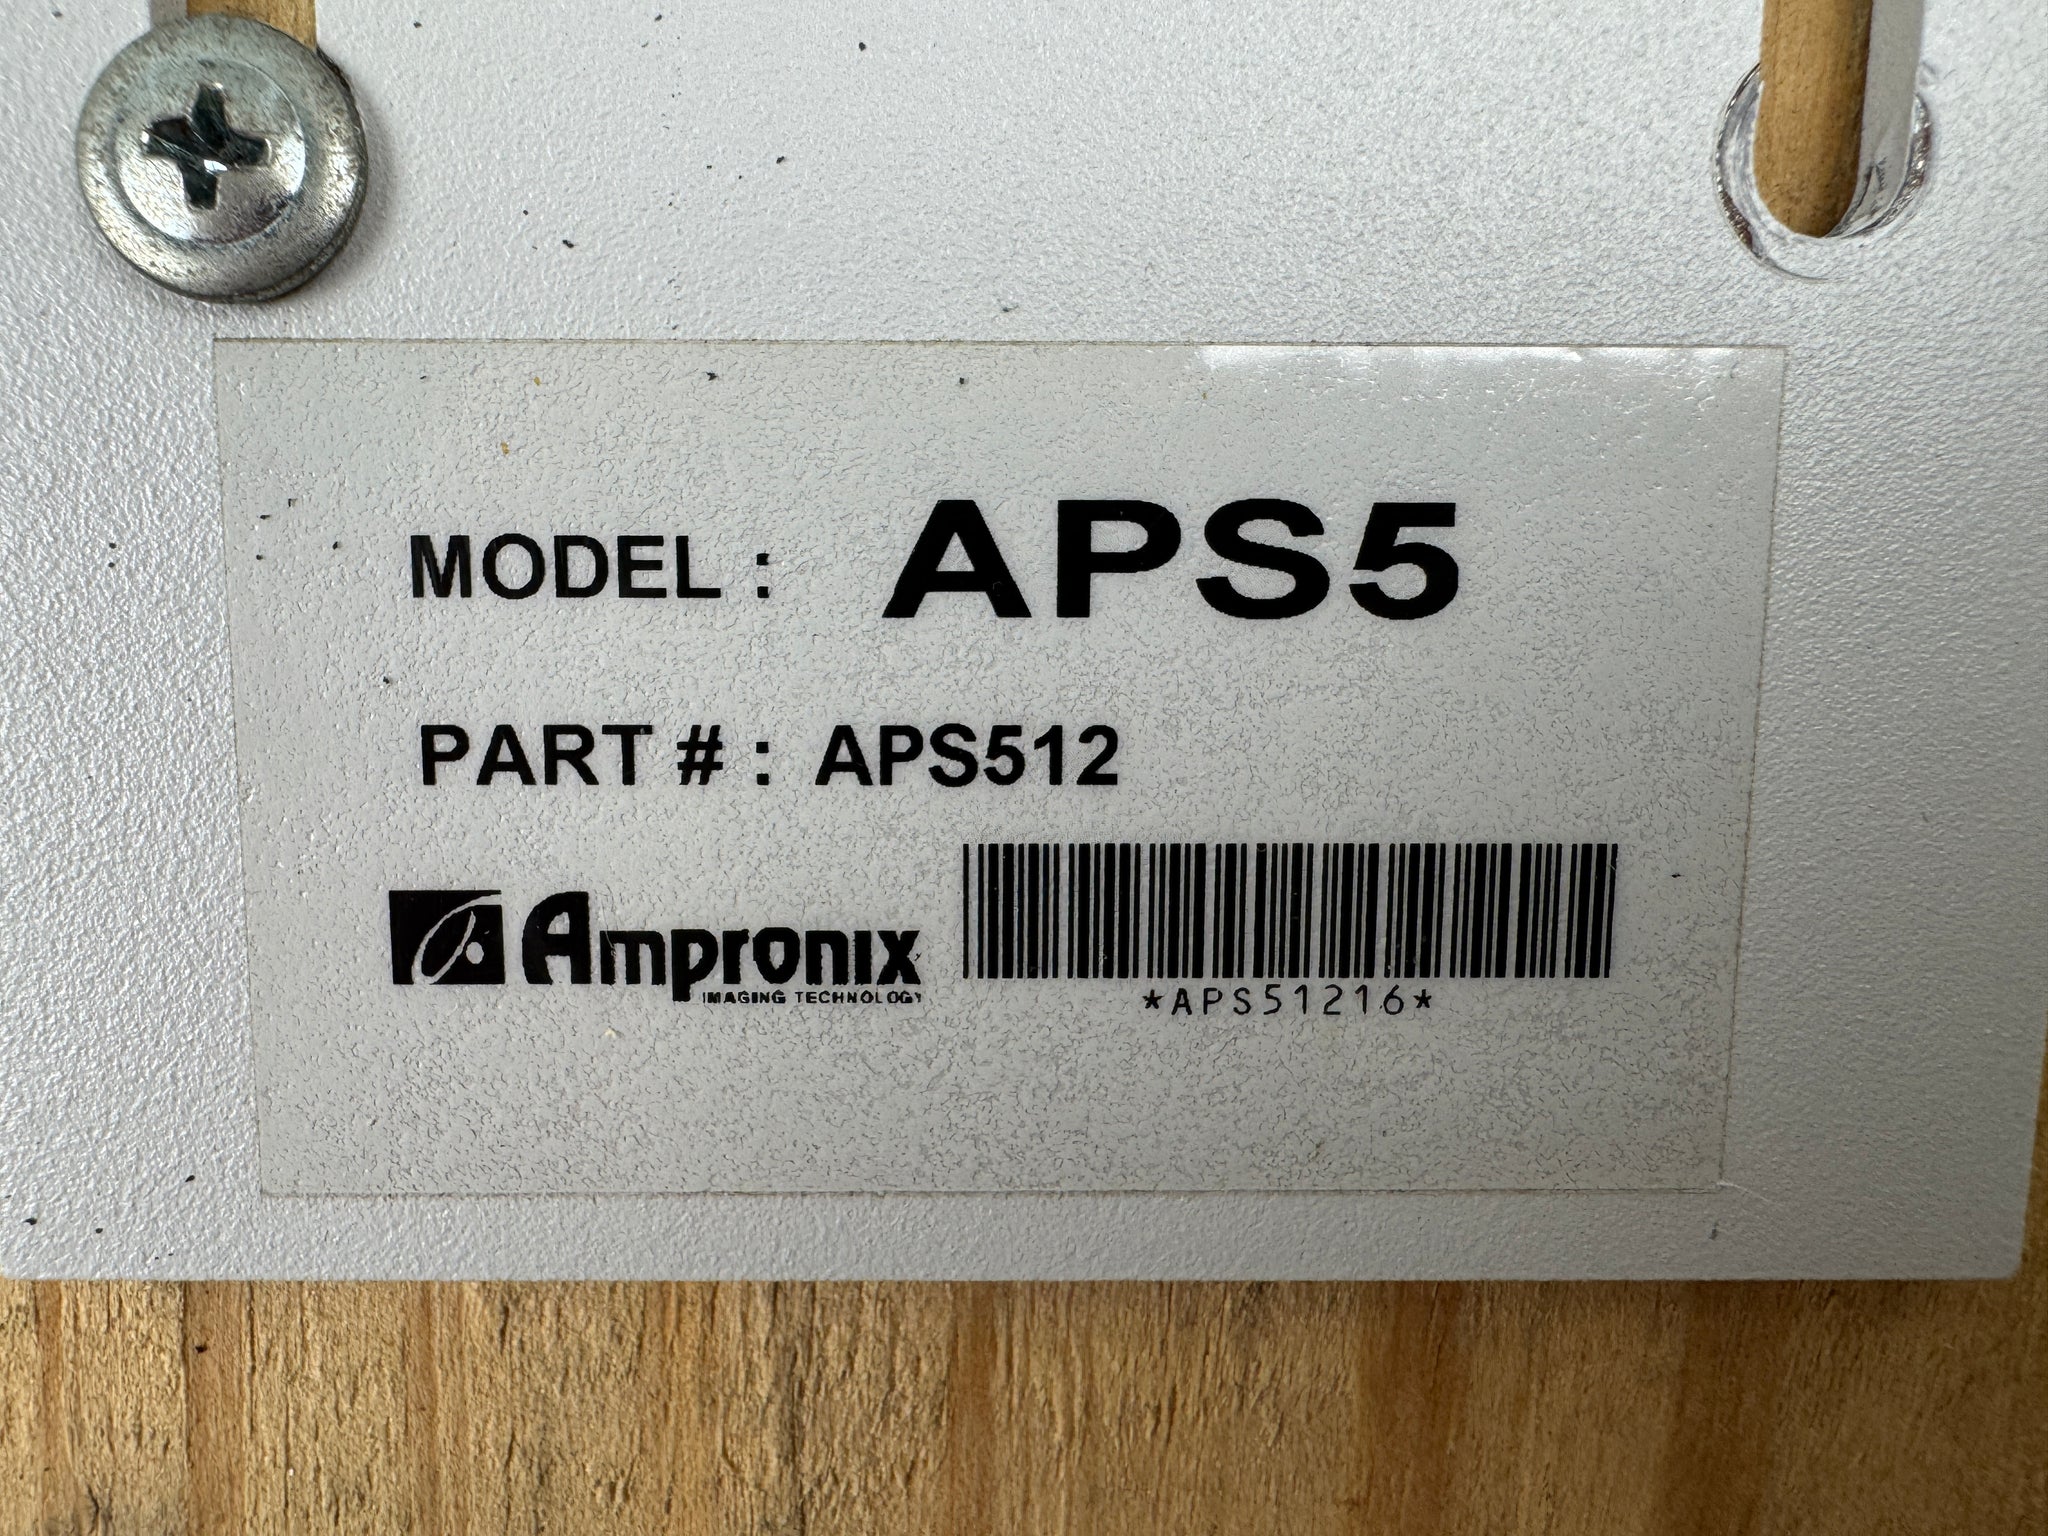 MODEL : APS5
PART # : APS512
Ampronix
IMAGING TECHNOLOGY
*APS51216*